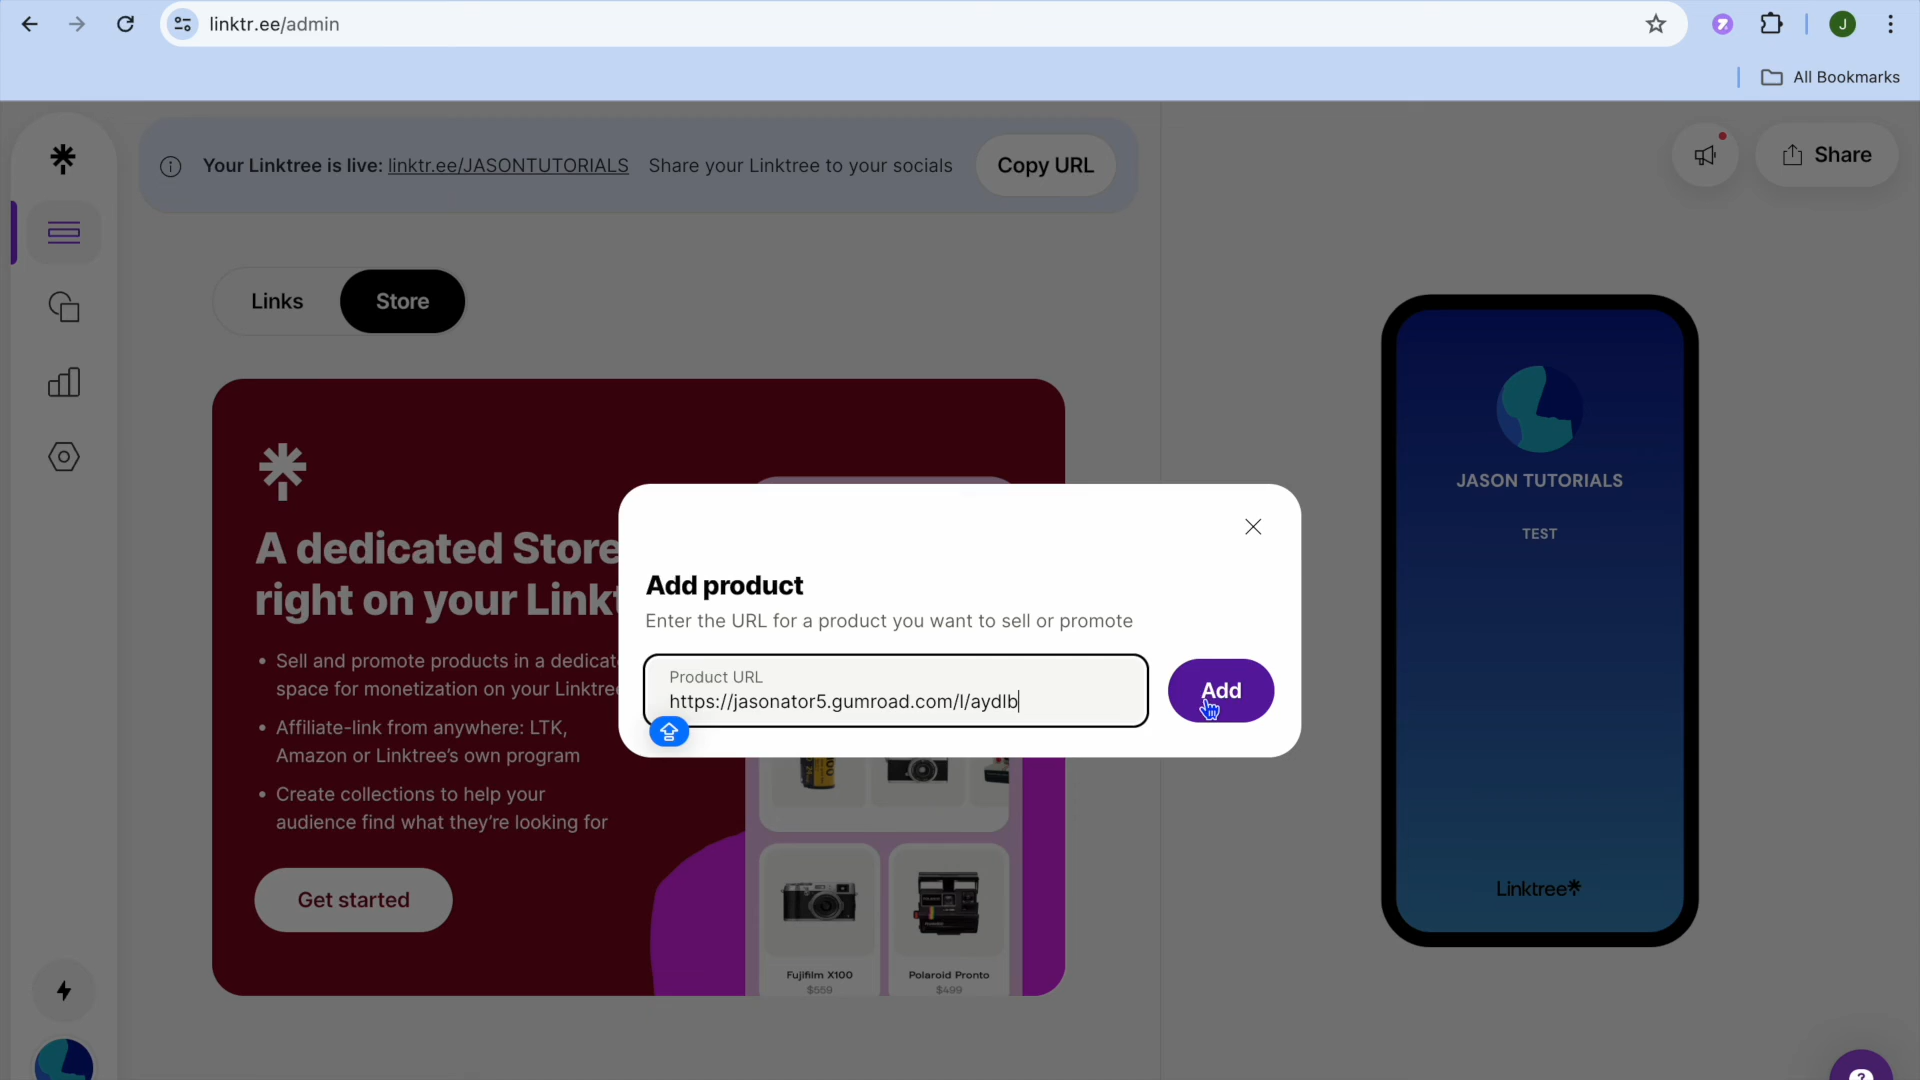 linktr.ee/admin
J
All Bookmarks
Your Linktree is live: linktr.ee/JASONTUTORIALS Share your Linktree to your socials
Copy URL
Share
Links
Store
A dedicated Store
right on your Linkt
• Sell and promote products in a dedicat
space for monetization on your Linktre
• Affiliate-link from anywhere: LTK,
Amazon or Linktree's own program
• Create collections to help your
audience find what they're looking for
Get started
Fujifilm X100
$559
Polaroid Pronto
$499
Add product
Enter the URL for a product you want to sell or promote
Product URL
https://jasonator5.gumroad.com/l/aydlb
Add
JASON TUTORIALS
TEST
Linktree
?